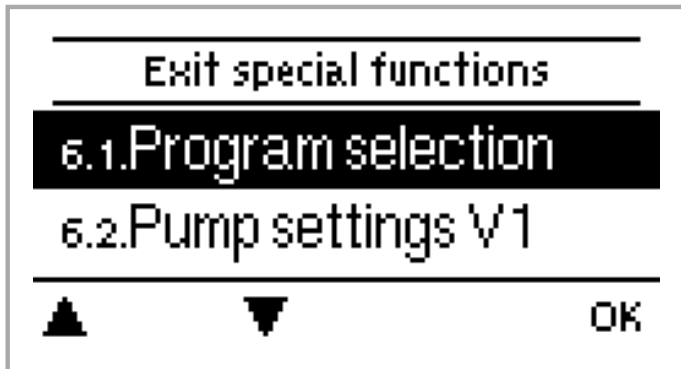 Exit special functions
6.1.Program selection
6.2.Pump settings V1
▲ ▼ OK